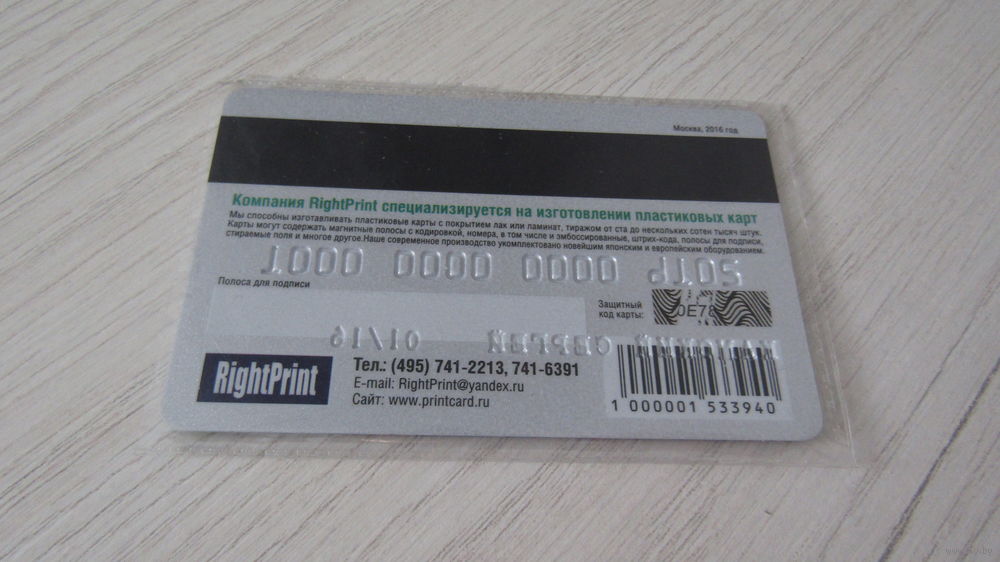 Москва, 2016 год
Компания RightPrint специализируется на изготовлении пластиковых карт
Мы способны изготавливать пластиковые карты с покрытием лак или ламинат, тиражом от ста до нескольких сотен тысяч штук.
Карты могут содержать магнитные полосы с кодировкой, номера, в том числе и эмбоссированные, штрих-кода, полосы для подписи,
стираемые поля и многое другое.Наше современное производство укомплектовано новейшим японским и европейским оборудованием.
Полоса для подписи
Защитный
код карты:
0E78
01/16
RightPrint
Тел.: (495) 741-2213, 741-6391
E-mail: RightPrint@yandex.ru
Сайт: www.printcard.ru
1 000001 533940